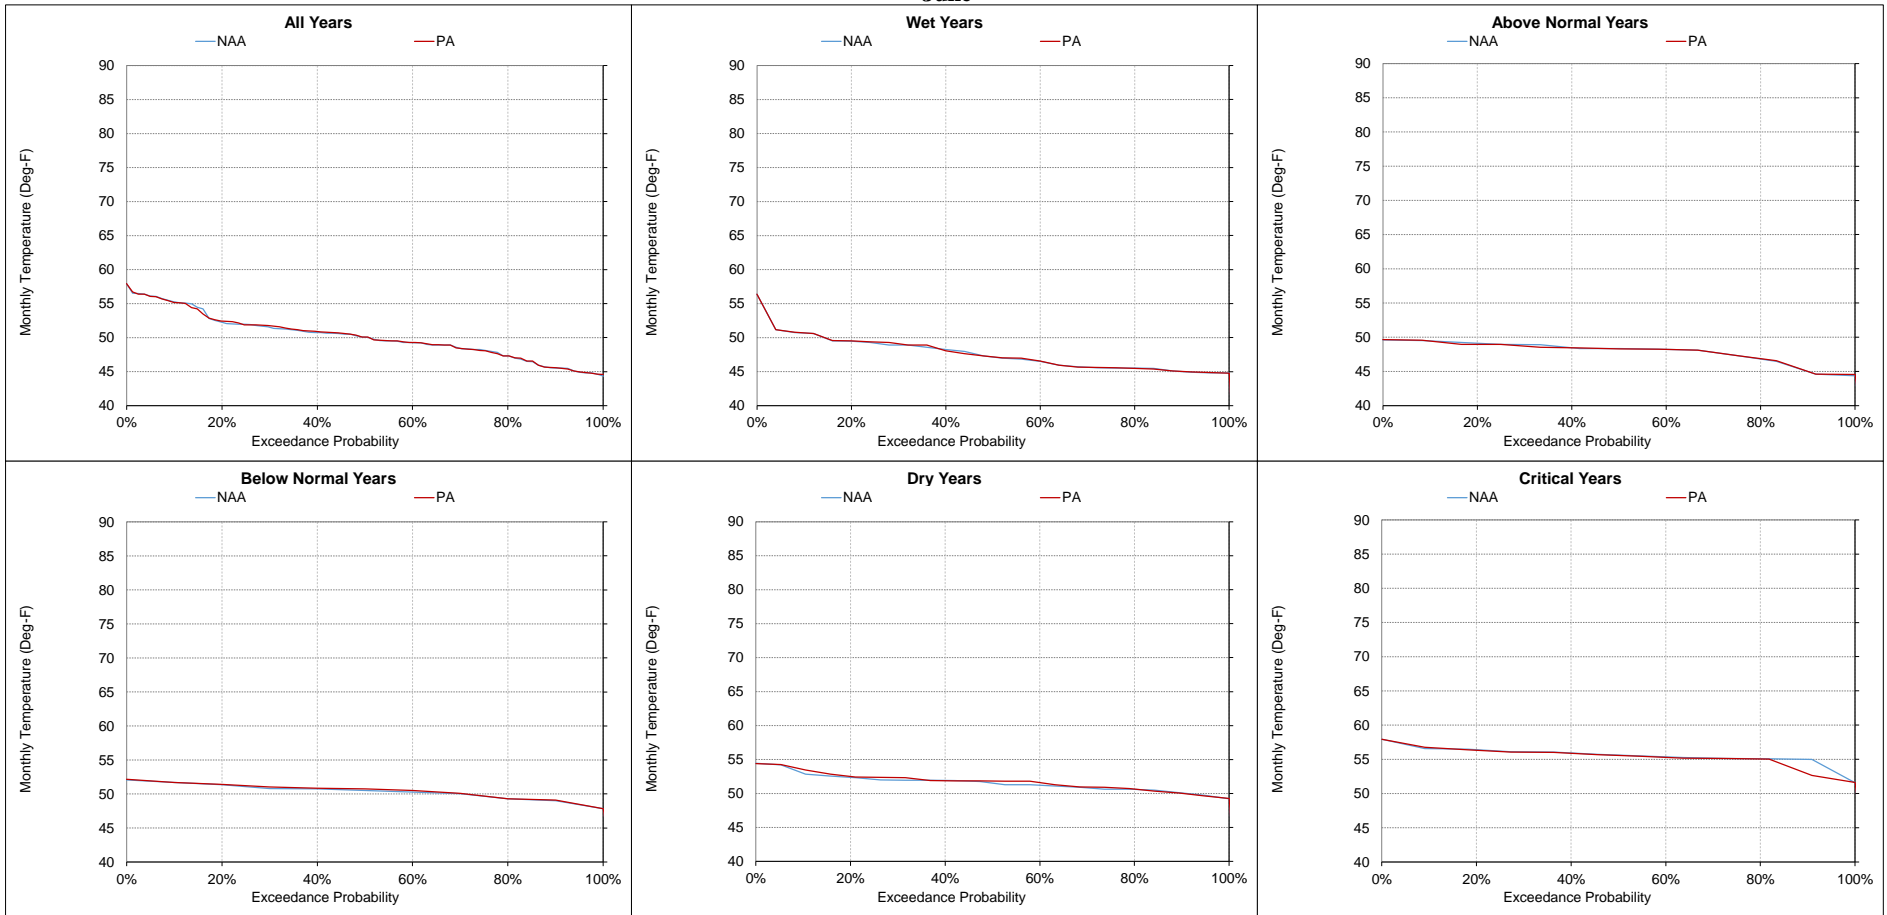 All Years
NAA PA
90
85
80
75
70
65
60
55
50
45
40
Monthly Temperature (Deg-F)
0% 20% 40% 60% 80% 100%
Exceedance Probability
Wet Years
NAA PA
90
85
80
75
70
65
60
55
50
45
40
Monthly Temperature (Deg-F)
0% 20% 40% 60% 80% 100%
Exceedance Probability
Above Normal Years
NAA PA
90
85
80
75
70
65
60
55
50
45
40
Monthly Temperature (Deg-F)
0% 20% 40% 60% 80% 100%
Exceedance Probability
Below Normal Years
NAA PA
90
85
80
75
70
65
60
55
50
45
40
Monthly Temperature (Deg-F)
0% 20% 40% 60% 80% 100%
Exceedance Probability
Dry Years
NAA PA
90
85
80
75
70
65
60
55
50
45
40
Monthly Temperature (Deg-F)
0% 20% 40% 60% 80% 100%
Exceedance Probability
Critical Years
NAA PA
90
85
80
75
70
65
60
55
50
45
40
Monthly Temperature (Deg-F)
0% 20% 40% 60% 80% 100%
Exceedance Probability